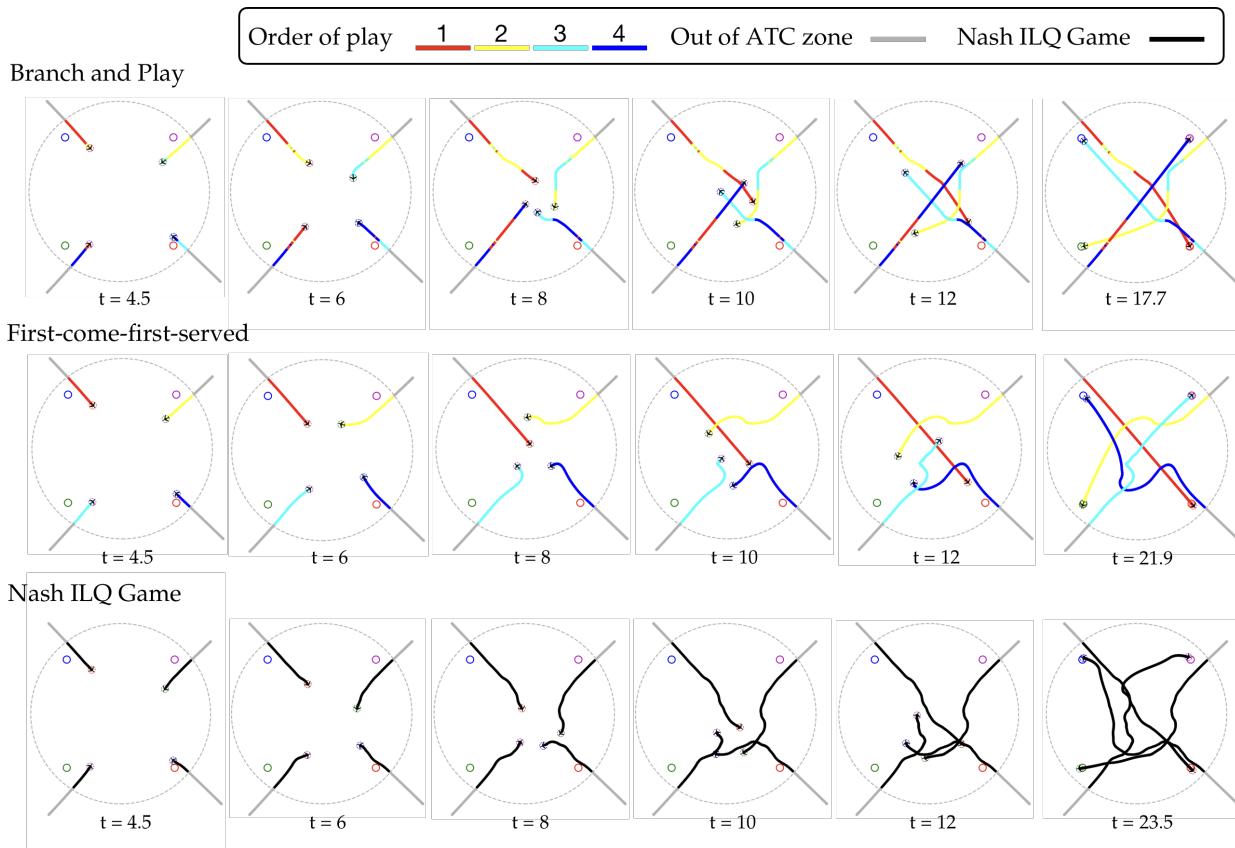 Order of play 1 2 3 4 Out of ATC zone Nash ILQ Game
Branch and Play
t = 4.5 t = 6 t = 8 t = 10 t = 12 t = 17.7
First-come-first-served
t = 4.5 t = 6 t = 8 t = 10 t = 12 t = 21.9
Nash ILQ Game
t = 4.5 t = 6 t = 8 t = 10 t = 12 t = 23.5